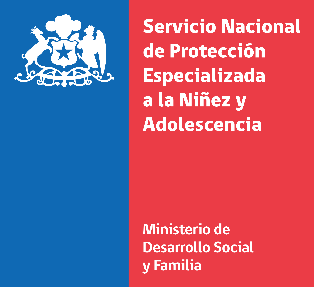 Servicio Nacional
de Protección
Especializada
a la Niñez y
Adolescencia
Ministerio de
Desarrollo Social
y Familia